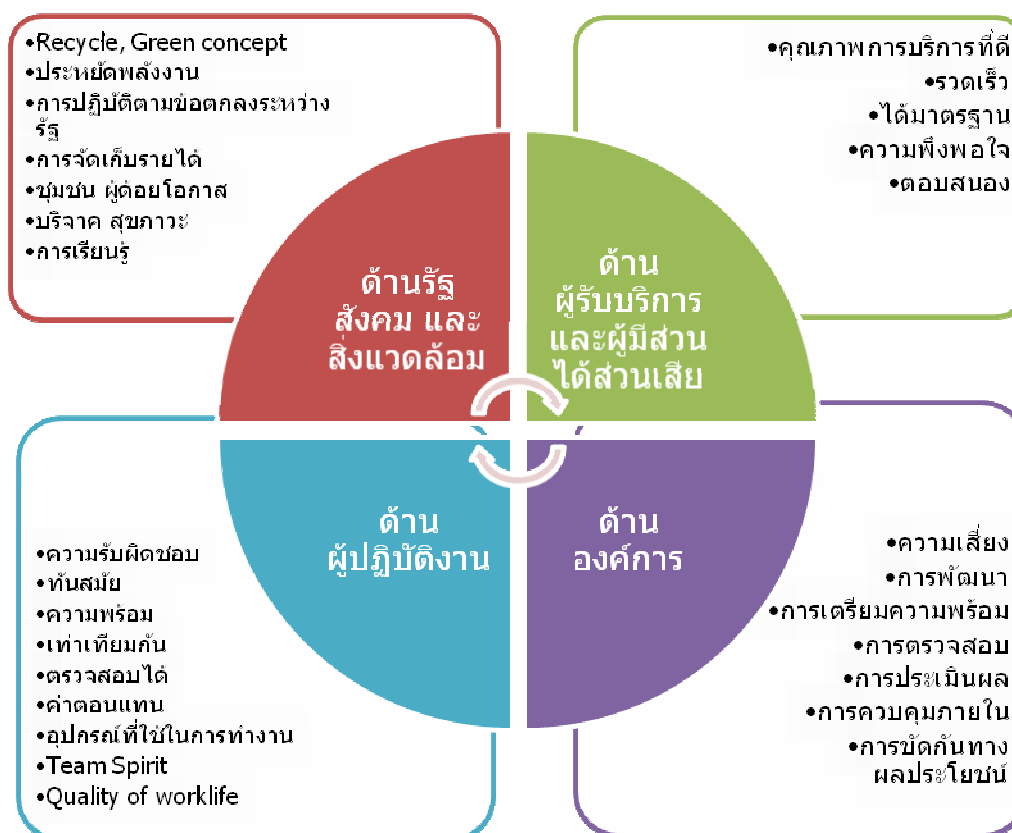 •Recycle, Green concept
•ประหยัดพลังงาน
•การปฏิบัติตามข้อตกลงระหว่าง
รัฐ
•การจัดเก็บรายได้
•ชุมชน ผู้ด้อยโอกาส
•บริจาค สุขภาวะ
•การเรียนรู้
•คุณภาพการบริการที่ดี
•รวดเร็ว
•ได้มาตรฐาน
•ความพึงพอใจ
•ตอบสนอง
ด้านรัฐ
สังคม และ
สิ่งแวดล้อม
ด้าน
ผู้รับบริการ
และผู้มีส่วน
ได้ส่วนเสีย
ด้าน
ผู้ปฏิบัติงาน
ด้าน
องค์การ
•ความรับผิดชอบ
•ทันสมัย
•ความพร้อม
•เท่าเทียมกัน
•ตรวจสอบได้
•ค่าตอนแทน
•อุปกรณ์ที่ใช้ในการทำงาน
•Team Spirit
•Quality of worklife
•ความเสี่ยง
•การพัฒนา
•การเตรียมความพร้อม
•การตรวจสอบ
•การประเมินผล
•การควบคุมภายใน
•การขัดกันทาง
ผลประโยชน์